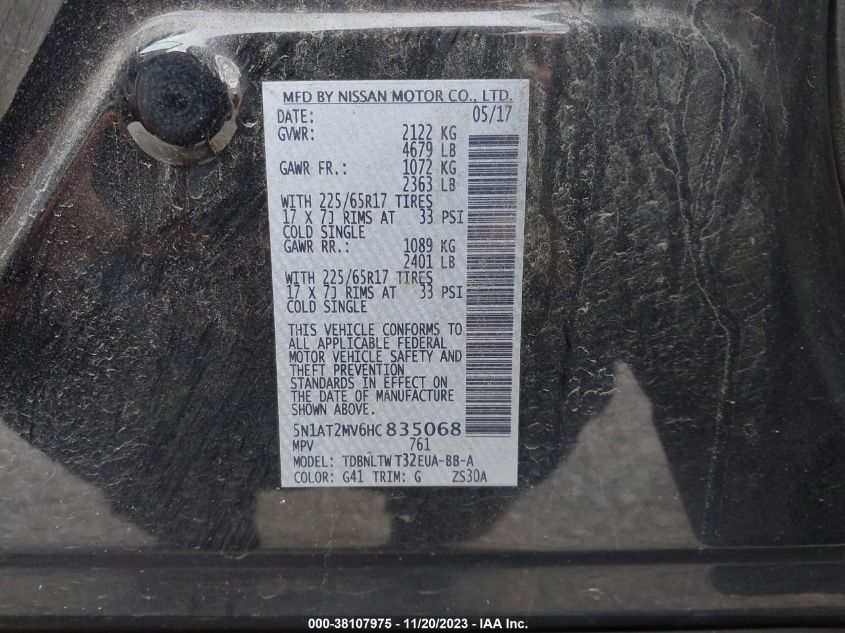 MFD BY NISSAN MOTOR CO., LTD.
DATE: 05/17
GVWR: 2122 KG
4679 LB
GAWR FR.: 1072 KG
2363 LB
WITH 225/65R17 TIRES
17 X 7J RIMS AT 33 PSI
COLD SINGLE
GAWR RR.: 1089 KG
2401 LB
WITH 225/65R17 TIRES
17 X 7J RIMS AT 33 PSI
COLD SINGLE
THIS VEHICLE CONFORMS TO
ALL APPLICABLE FEDERAL
MOTOR VEHICLE SAFETY AND
THEFT PREVENTION
STANDARDS IN EFFECT ON
THE DATE OF MANUFACTURE
SHOWN ABOVE.
5N1AT2MV6HC835068
MPV 761
MODEL: TDBNLTW T32EUA-BB-A
COLOR: G41 TRIM: G ZS30A
000-38107975 - 11/20/2023 - IAA Inc.